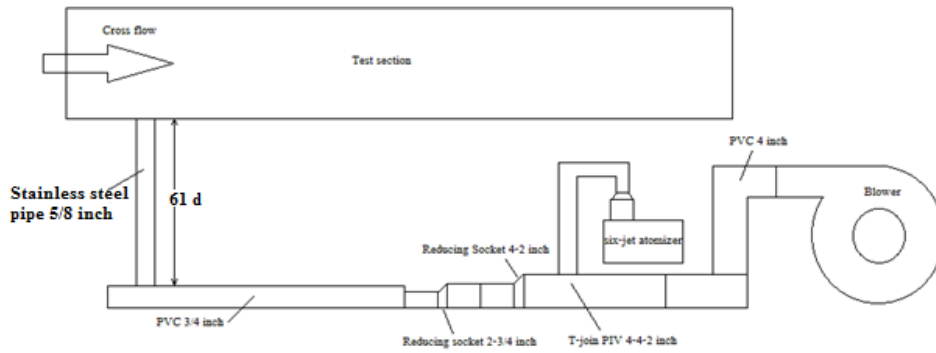 Cross flow
Test section
PVC 4 inch
Stainless steel
pipe 5/8 inch
61 d
Blower
six-jet atomizer
Reducing Socket 4-2 inch
PVC 3/4 inch
Reducing socket 2-3/4 inch
T-join PIV 4-4-2 inch